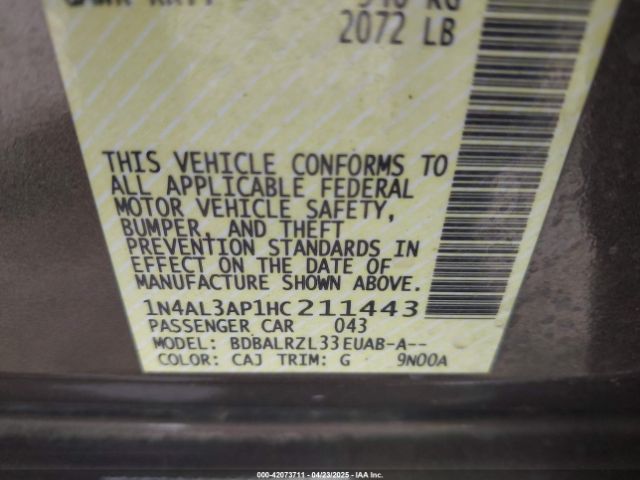 2072 LB
THIS VEHICLE CONFORMS TO
ALL APPLICABLE FEDERAL
MOTOR VEHICLE SAFETY,
BUMPER, AND THEFT
PREVENTION STANDARDS IN
EFFECT ON THE DATE OF
MANUFACTURE SHOWN ABOVE.
1N4AL3AP1HC 211443
PASSENGER CAR 043
MODEL: BDBALRZL33EUAB-A--
COLOR: CAJ TRIM: G 9N00A
000-42073711 - 04/23/2025 - IAA Inc.